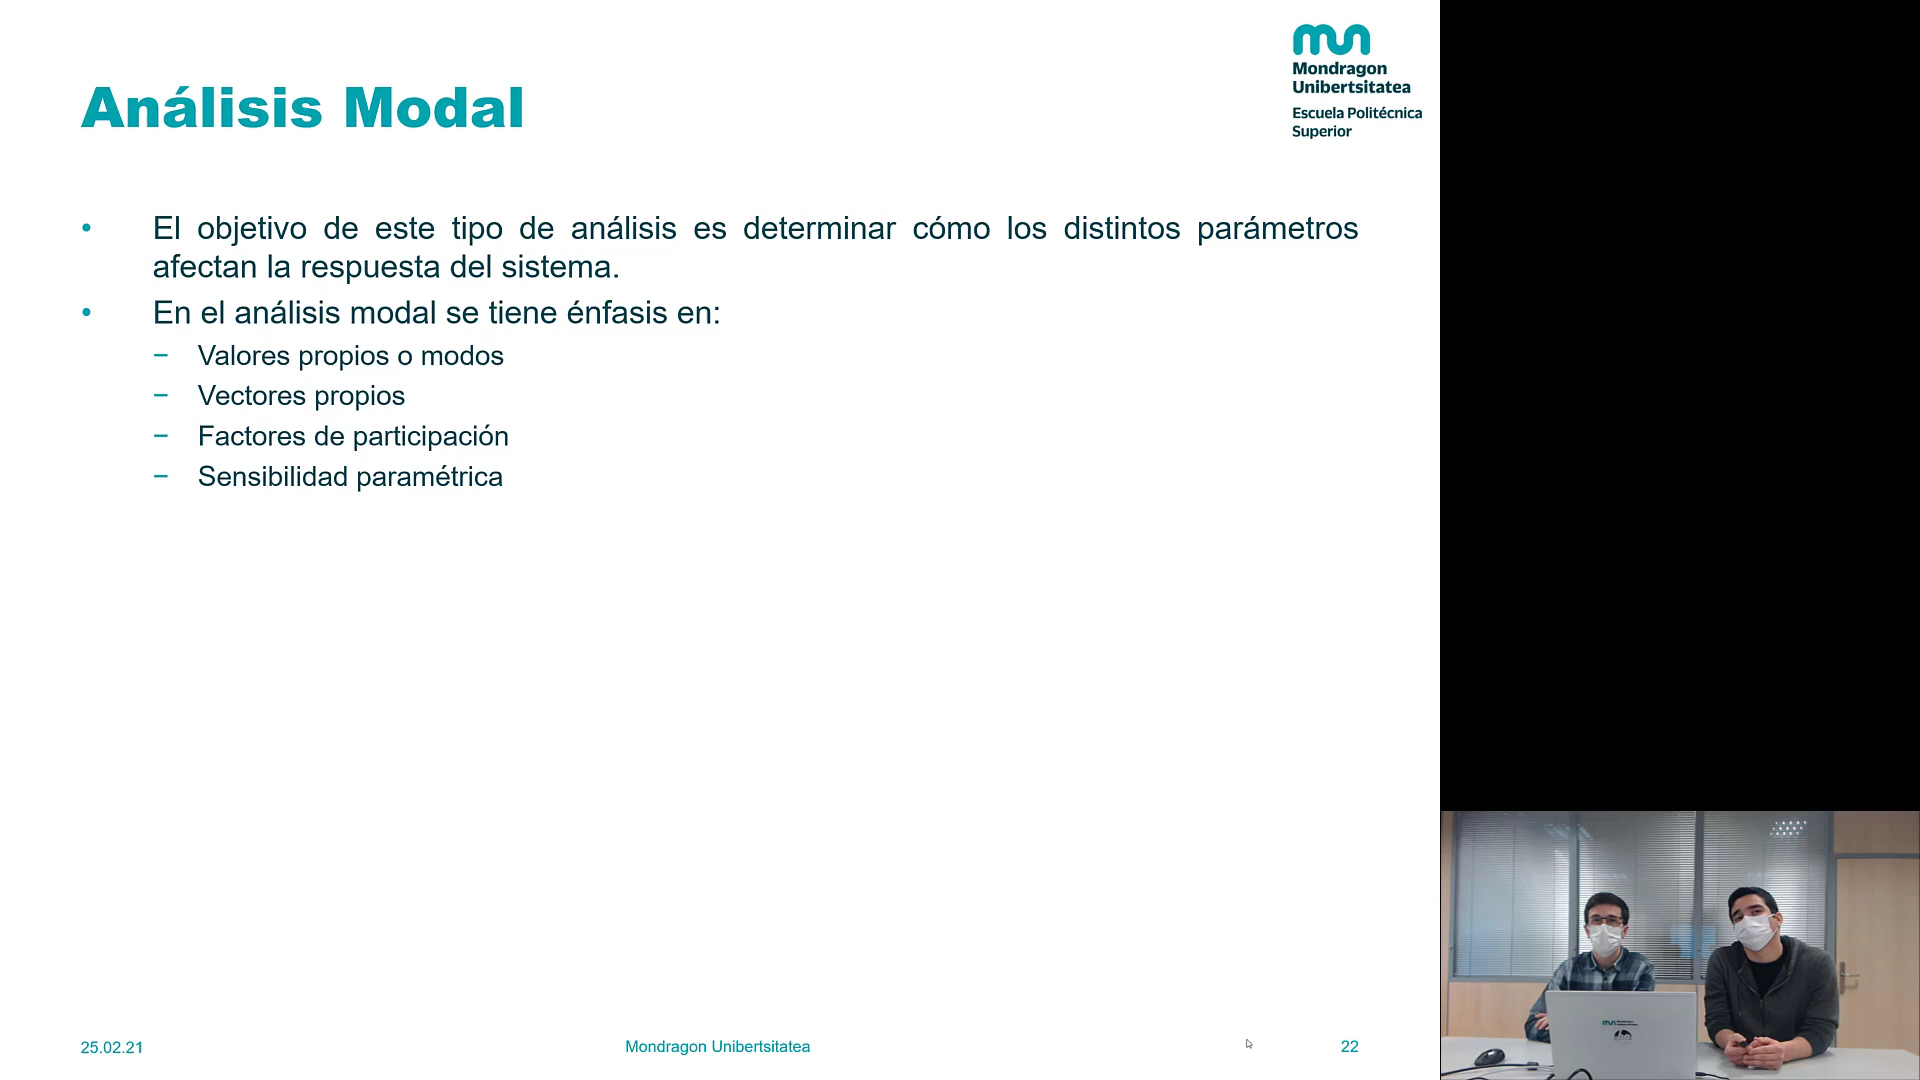 Mondragon
Unibertsitatea
Escuela Politécnica
Superior
Análisis Modal
• El objetivo de este tipo de análisis es determinar cómo los distintos parámetros
afectan la respuesta del sistema.
• En el análisis modal se tiene énfasis en:
− Valores propios o modos
− Vectores propios
− Factores de participación
− Sensibilidad paramétrica
25.02.21
Mondragon Unibertsitatea
22